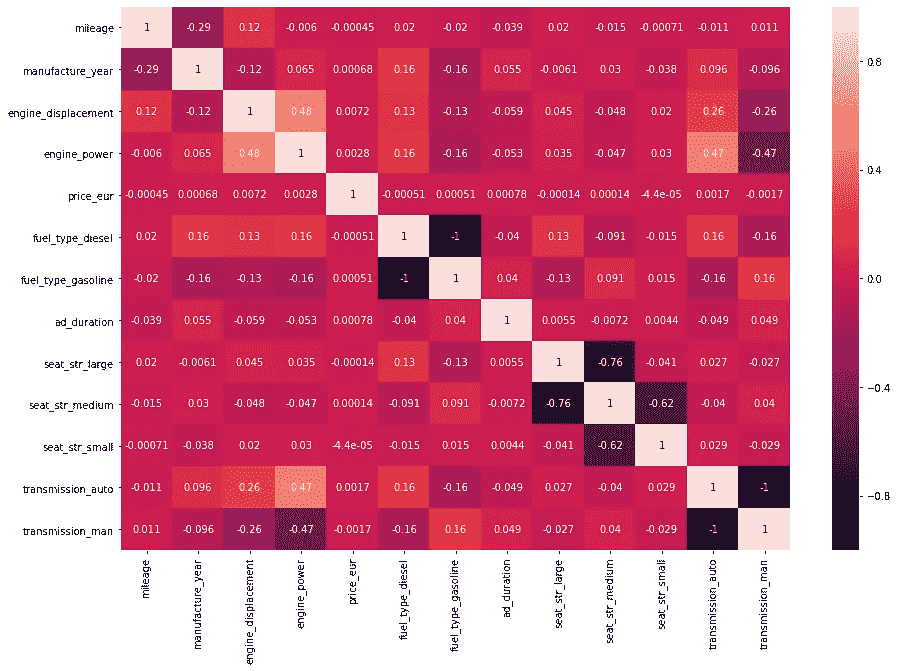 mileage 1 -0.29 0.12 -0.006 -0.00045 0.02 -0.02 -0.039 0.02 -0.015 -0.00071 -0.011 0.011
manufacture_year -0.29 1 -0.12 0.065 0.00068 0.16 -0.16 0.055 -0.0061 0.03 -0.038 0.096 -0.096
engine_displacement 0.12 -0.12 1 0.48 0.0072 0.13 -0.13 -0.059 0.045 -0.048 0.02 0.26 -0.26
engine_power -0.006 0.065 0.48 1 0.0028 0.16 -0.16 -0.053 0.035 -0.047 0.03 0.47 -0.47
price_eur -0.00045 0.00068 0.0072 0.0028 1 -0.00051 0.00051 0.00078 -0.00014 0.00014 -4.4e-05 0.0017 -0.0017
fuel_type_diesel 0.02 0.16 0.13 0.16 -0.00051 1 -1 -0.04 0.13 -0.091 -0.015 0.16 -0.16
fuel_type_gasoline -0.02 -0.16 -0.13 -0.16 0.00051 -1 1 0.04 -0.13 0.091 0.015 -0.16 0.16
ad_duration -0.039 0.055 -0.059 -0.053 0.00078 -0.04 0.04 1 0.0055 -0.0072 0.0044 -0.049 0.049
seat_str_large 0.02 -0.0061 0.045 0.035 -0.00014 0.13 -0.13 0.0055 1 -0.76 -0.041 0.027 -0.027
seat_str_medium -0.015 0.03 -0.048 -0.047 0.00014 -0.091 0.091 -0.0072 -0.76 1 -0.62 -0.04 0.04
seat_str_small -0.00071 -0.038 0.02 0.03 -4.4e-05 -0.015 0.015 0.0044 -0.041 -0.62 1 0.029 -0.029
transmission_auto -0.011 0.096 0.26 0.47 0.0017 0.16 -0.16 -0.049 0.027 -0.04 0.029 1 -1
transmission_man 0.011 -0.096 -0.26 -0.47 -0.0017 -0.16 0.16 0.049 -0.027 0.04 -0.029 -1 1
mileage
manufacture_year
engine_displacement
engine_power
price_eur
fuel_type_diesel
fuel_type_gasoline
ad_duration
seat_str_large
seat_str_medium
seat_str_small
transmission_auto
transmission_man
0.8
0.4
0.0
−0.4
−0.8